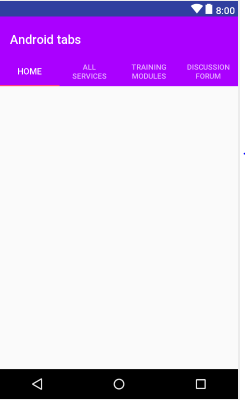 8:00
Android tabs
HOME
ALL
SERVICES
TRAINING
MODULES
DISCUSSION
FORUM